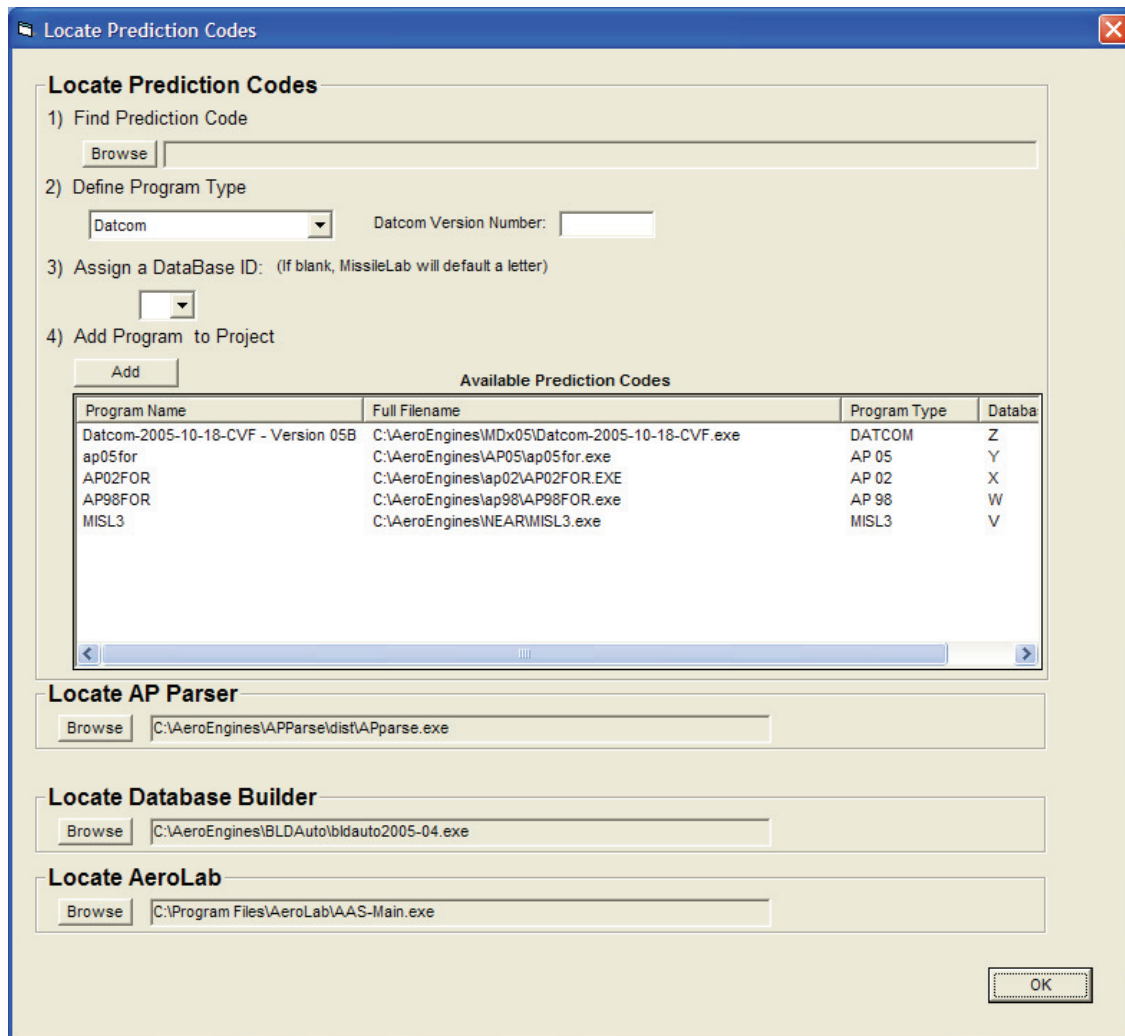 Locate Prediction Codes
Locate Prediction Codes
1) Find Prediction Code
Browse
2) Define Program Type
Datcom Datcom Version Number:
3) Assign a DataBase ID: (If blank, MissileLab will default a letter)
4) Add Program to Project
Add
Available Prediction Codes
Program Name Full Filename Program Type Databa
Datcom-2005-10-18-CVF - Version 05B C:\AeroEngines\MDx05\Datcom-2005-10-18-CVF.exe DATCOM Z
ap05for C:\AeroEngines\AP05\ap05for.exe AP 05 Y
AP02FOR C:\AeroEngines\ap02\AP02FOR.EXE AP 02 X
AP98FOR C:\AeroEngines\ap98\AP98FOR.exe AP 98 W
MISL3 C:\AeroEngines\NEAR\MISL3.exe MISL3 V
Locate AP Parser
Browse C:\AeroEngines\APParse\dist\APparse.exe
Locate Database Builder
Browse C:\AeroEngines\BLDAuto\bldauto2005-04.exe
Locate AeroLab
Browse C:\Program Files\AeroLab\AAS-Main.exe
OK